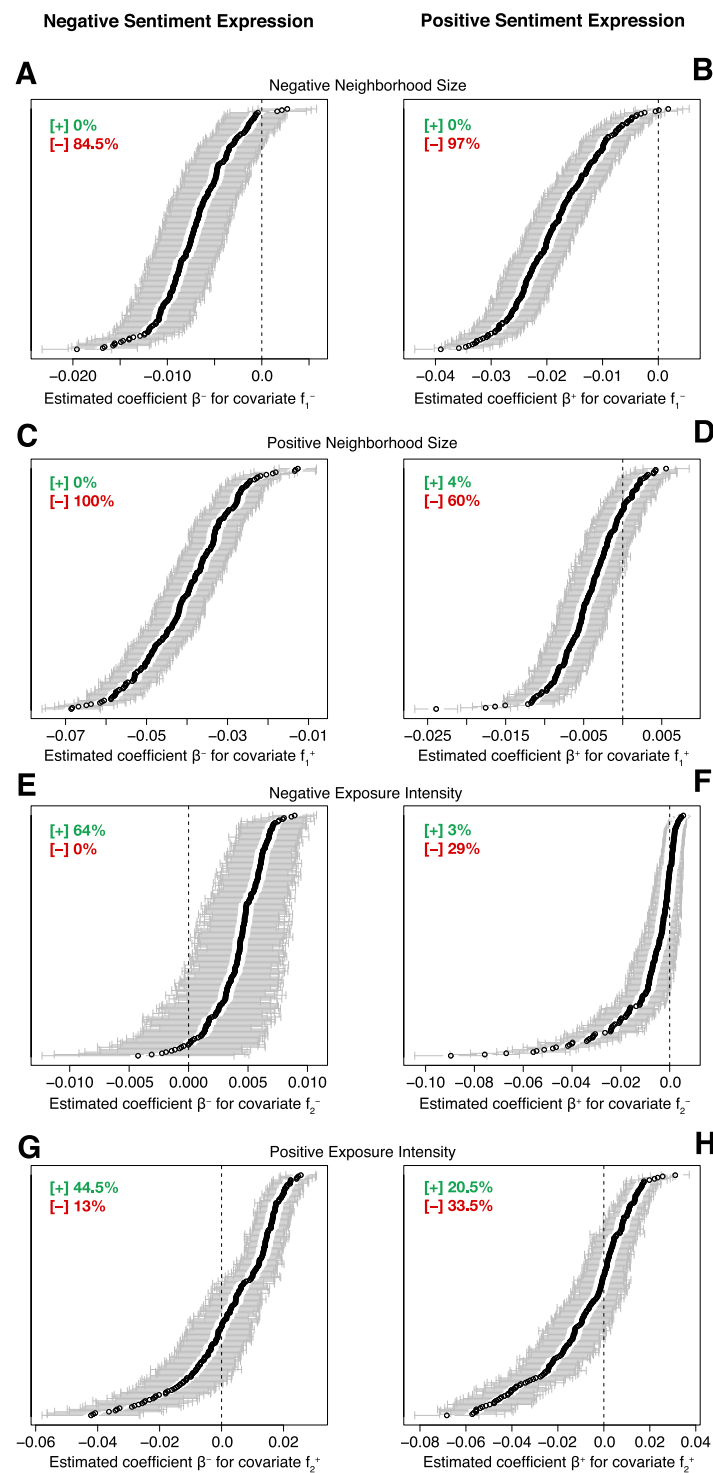 Negative Sentiment Expression Positive Sentiment Expression
A B
Negative Neighborhood Size
[+] 0% [+] 0%
[−] 84.5% [−] 97%
−0.020 −0.010 0.0 −0.04 −0.03 −0.02 −0.01 0.0
Estimated coefficient β⁻ for covariate f₁⁻ Estimated coefficient β⁺ for covariate f₁⁻
C D
Positive Neighborhood Size
[+] 0% [+] 4%
[−] 100% [−] 60%
−0.07 −0.05 −0.03 −0.01 −0.025 −0.015 −0.005 0.005
Estimated coefficient β⁻ for covariate f₁⁺ Estimated coefficient β⁺ for covariate f₁⁺
E F
Negative Exposure Intensity
[+] 64% [+] 3%
[−] 0% [−] 29%
−0.010 −0.005 0.000 0.005 0.010 −0.10 −0.08 −0.06 −0.04 −0.02 0.0
Estimated coefficient β⁻ for covariate f₂⁻ Estimated coefficient β⁺ for covariate f₂⁻
G H
Positive Exposure Intensity
[+] 44.5% [+] 20.5%
[−] 13% [−] 33.5%
−0.06 −0.04 −0.02 0.0 0.02 −0.08 −0.06 −0.04 −0.02 0.0 0.02 0.04
Estimated coefficient β⁻ for covariate f₂⁺ Estimated coefficient β⁺ for covariate f₂⁺